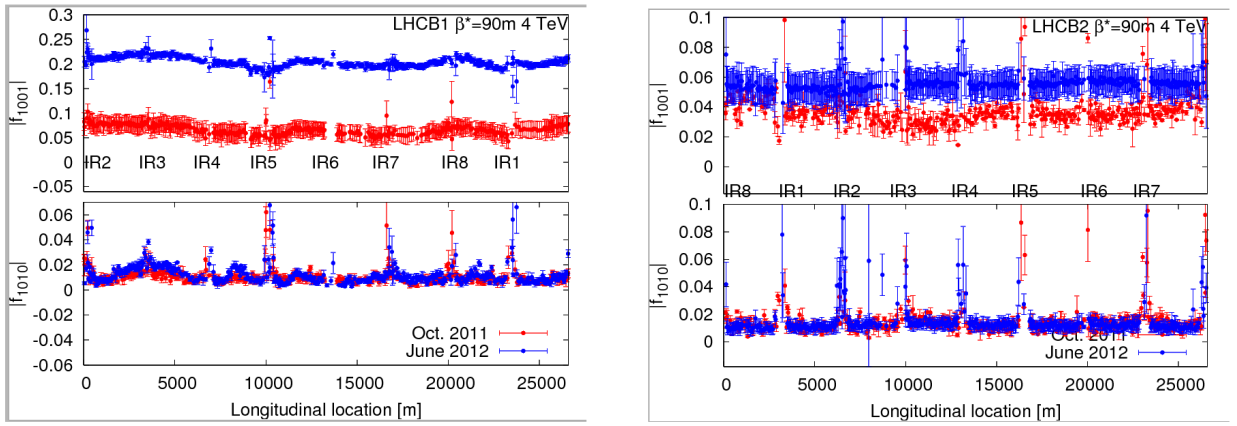 LHCB1 β*=90m 4 TeV
0.3
0.25
0.2
0.15
0.1
0.05
0
-0.05
|f1001|
IR2 IR3 IR4 IR5 IR6 IR7 IR8 IR1
0.06
0.04
0.02
0
-0.02
-0.04
-0.06
|f1010|
Oct. 2011
June 2012
0 5000 10000 15000 20000 25000
Longitudinal location [m]
LHCB2 β*=90m 4 TeV
0.1
0.08
0.06
0.04
0.02
0
|f1001|
IR8 IR1 IR2 IR3 IR4 IR5 IR6 IR7
0.1
0.08
0.06
0.04
0.02
0
|f1010|
Oct. 2011
June 2012
0 5000 10000 15000 20000 25000
Longitudinal location [m]